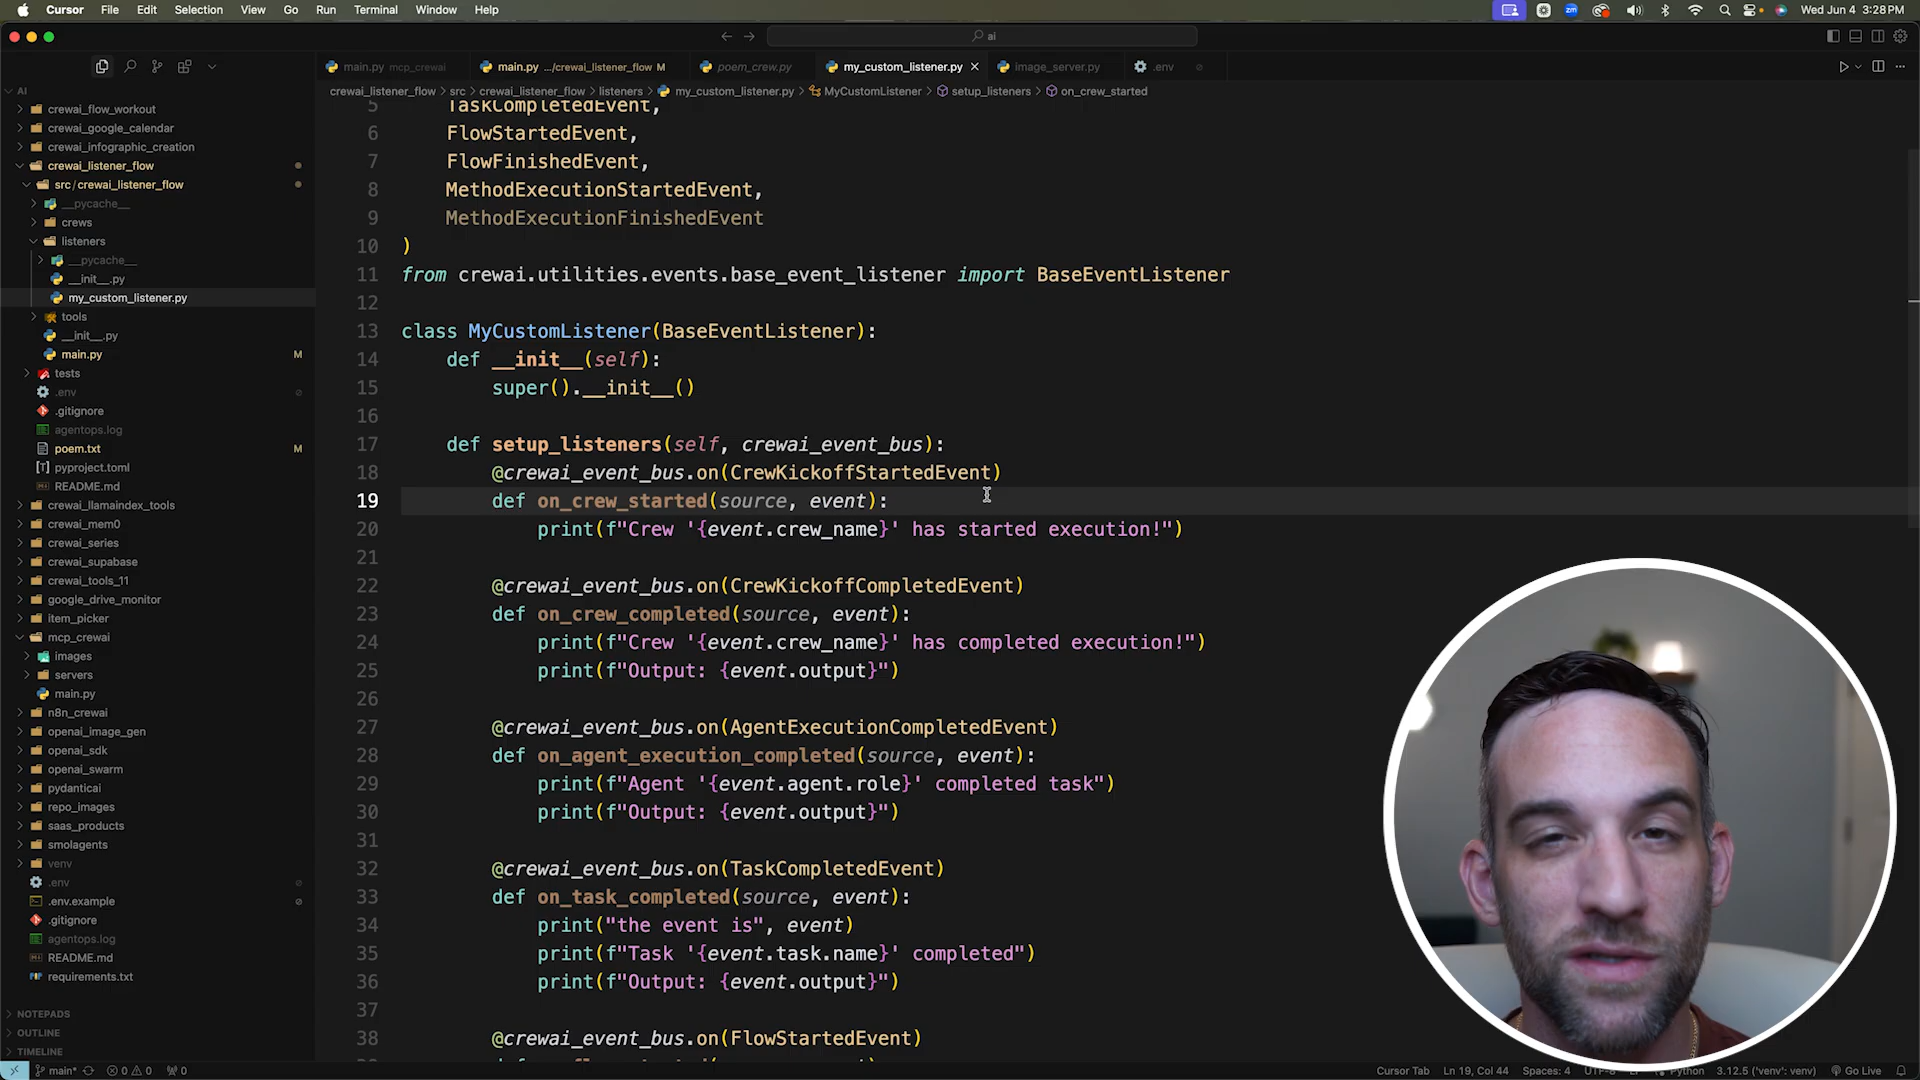 Cursor File Edit Selection View Go Run Terminal Window Help
zm
Wed Jun 4 3:28 PM
ai
main.py mcp_crewai
main.py .../crewai_listener_flow M
poem_crew.py
my_custom_listener.py
image_server.py
.env
crewai_listener_flow > src > crewai_listener_flow > listeners > my_custom_listener.py > MyCustomListener > setup_listeners > on_crew_started
AI
crewai_flow_workout
crewai_google_calendar
crewai_infographic_creation
crewai_listener_flow
src/crewai_listener_flow
__pycache__
crews
listeners
__pycache__
__init__.py
my_custom_listener.py
tools
__init__.py
main.py M
tests
.env
.gitignore
agentops.log
poem.txt M
pyproject.toml
README.md
crewai_llamaindex_tools
crewai_mem0
crewai_series
crewai_supabase
crewai_tools_11
google_drive_monitor
item_picker
mcp_crewai
images
servers
main.py
n8n_crewai
openai_image_gen
openai_sdk
openai_swarm
pydanticai
repo_images
saas_products
smolagents
venv
.env
.env.example
.gitignore
agentops.log
README.md
requirements.txt
NOTEPADS
OUTLINE
TIMELINE
5 TaskCompletedEvent,
6 FlowStartedEvent,
7 FlowFinishedEvent,
8 MethodExecutionStartedEvent,
9 MethodExecutionFinishedEvent
10 )
11 from crewai.utilities.events.base_event_listener import BaseEventListener
12
13 class MyCustomListener(BaseEventListener):
14 def __init__(self):
15 super().__init__()
16
17 def setup_listeners(self, crewai_event_bus):
18 @crewai_event_bus.on(CrewKickoffStartedEvent)
19 def on_crew_started(source, event):
20 print(f"Crew '{event.crew_name}' has started execution!")
21
22 @crewai_event_bus.on(CrewKickoffCompletedEvent)
23 def on_crew_completed(source, event):
24 print(f"Crew '{event.crew_name}' has completed execution!")
25 print(f"Output: {event.output}")
26
27 @crewai_event_bus.on(AgentExecutionCompletedEvent)
28 def on_agent_execution_completed(source, event):
29 print(f"Agent '{event.agent.role}' completed task")
30 print(f"Output: {event.output}")
31
32 @crewai_event_bus.on(TaskCompletedEvent)
33 def on_task_completed(source, event):
34 print("the event is", event)
35 print(f"Task '{event.task.name}' completed")
36 print(f"Output: {event.output}")
37
38 @crewai_event_bus.on(FlowStartedEvent)
main* 0 0 0
Cursor Tab Ln 19, Col 44 Spaces: 4 Python 3.12.5 ('venv': venv) Go Live